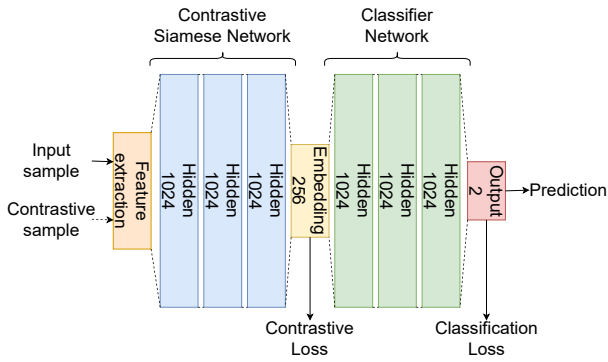 Contrastive
Siamese Network
Classifier
Network
Input
sample
Contrastive
sample
Feature
extraction
Hidden
1024
Hidden
1024
Hidden
1024
Embedding
256
Hidden
1024
Hidden
1024
Hidden
1024
Output
2
Prediction
Contrastive
Loss
Classification
Loss